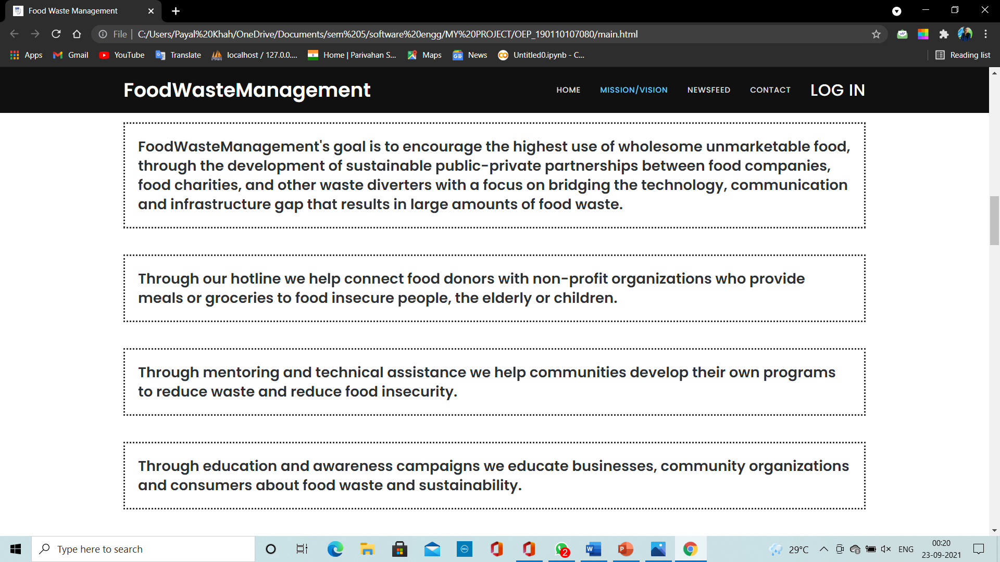 Food Waste Management
File C:/Users/Payal%20Khah/OneDrive/Documents/sem%205/software%20engg/MY%20PROJECT/OEP_190110107080/main.html
Apps Gmail YouTube Translate localhost / 127.0.0.... Home | Parivahan S... Maps News Untitled0.ipynb - C... Reading list
FoodWasteManagement HOME MISSION/VISION NEWSFEED CONTACT LOG IN
FoodWasteManagement's goal is to encourage the highest use of wholesome unmarketable food,
through the development of sustainable public-private partnerships between food companies,
food charities, and other waste diverters with a focus on bridging the technology, communication
and infrastructure gap that results in large amounts of food waste.
Through our hotline we help connect food donors with non-profit organizations who provide
meals or groceries to food insecure people, the elderly or children.
Through mentoring and technical assistance we help communities develop their own programs
to reduce waste and reduce food insecurity.
Through education and awareness campaigns we educate businesses, community organizations
and consumers about food waste and sustainability.
Type here to search 2 29°C ENG 00:20
23-09-2021